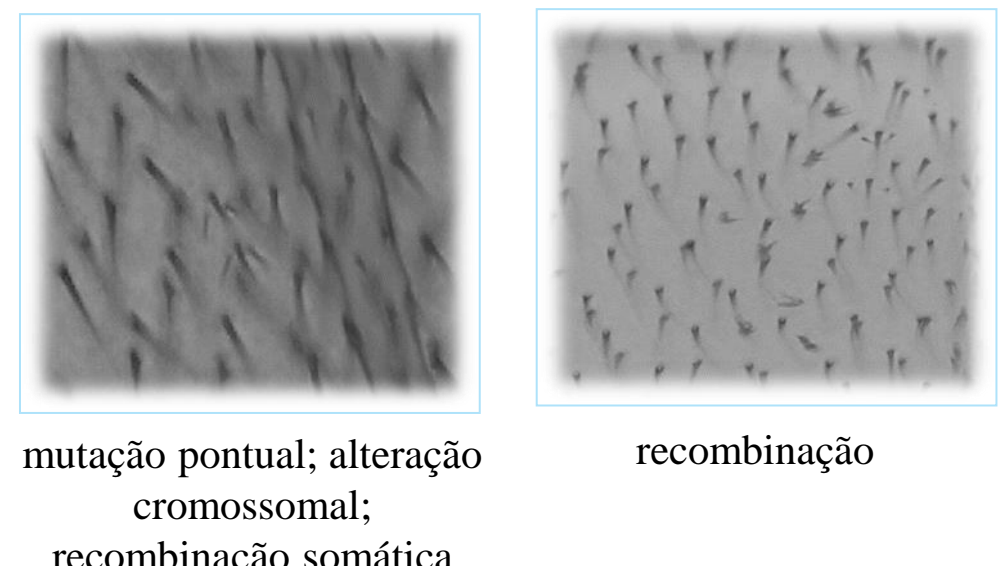 mutação pontual; alteração
cromossomal;
recombinação somática
recombinação